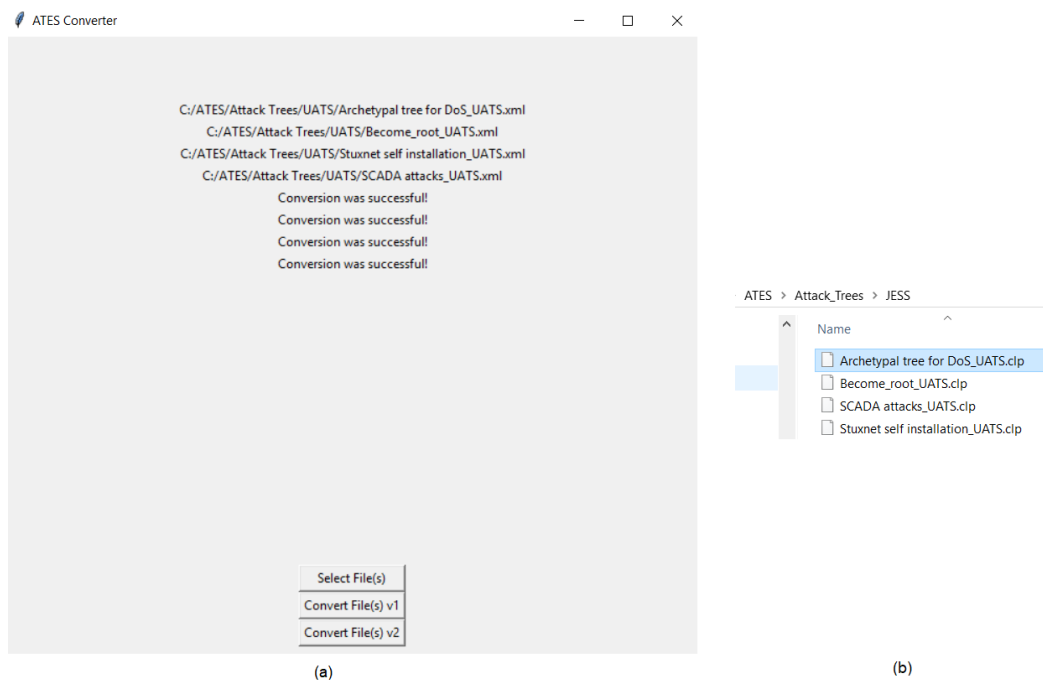 ATES Converter
C:/ATES/Attack Trees/UATS/Archetypal tree for DoS_UATS.xml
C:/ATES/Attack Trees/UATS/Become_root_UATS.xml
C:/ATES/Attack Trees/UATS/Stuxnet self installation_UATS.xml
C:/ATES/Attack Trees/UATS/SCADA attacks_UATS.xml
Conversion was successful!
Conversion was successful!
Conversion was successful!
Conversion was successful!
Select File(s)
Convert File(s) v1
Convert File(s) v2
(a)
ATES > Attack_Trees > JESS
Name
Archetypal tree for DoS_UATS.clp
Become_root_UATS.clp
SCADA attacks_UATS.clp
Stuxnet self installation_UATS.clp
(b)